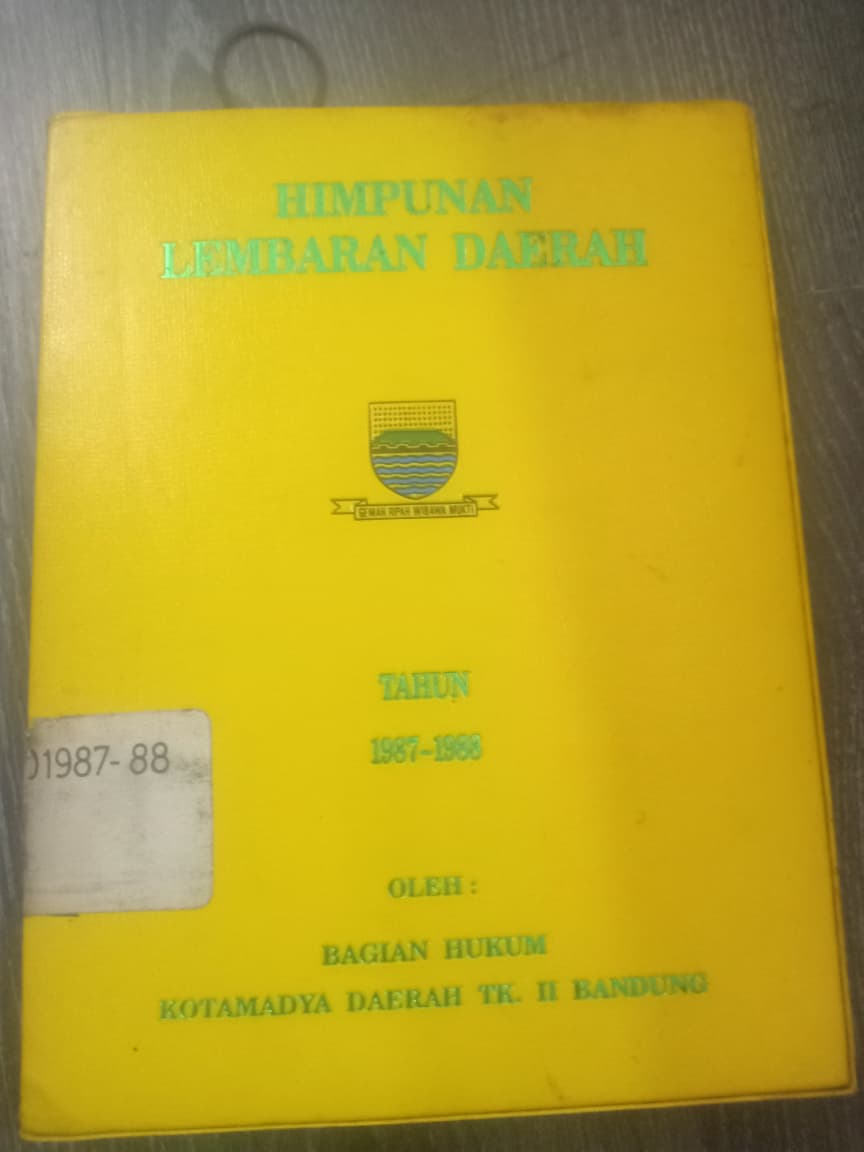 HIMPUNAN
LEMBARAN DAERAH
GEMAH RIPAH WIBAWA MUKTI
TAHUN
1987-1988
1987-88
OLEH :
BAGIAN HUKUM
KOTAMADYA DAERAH TK. II BANDUNG